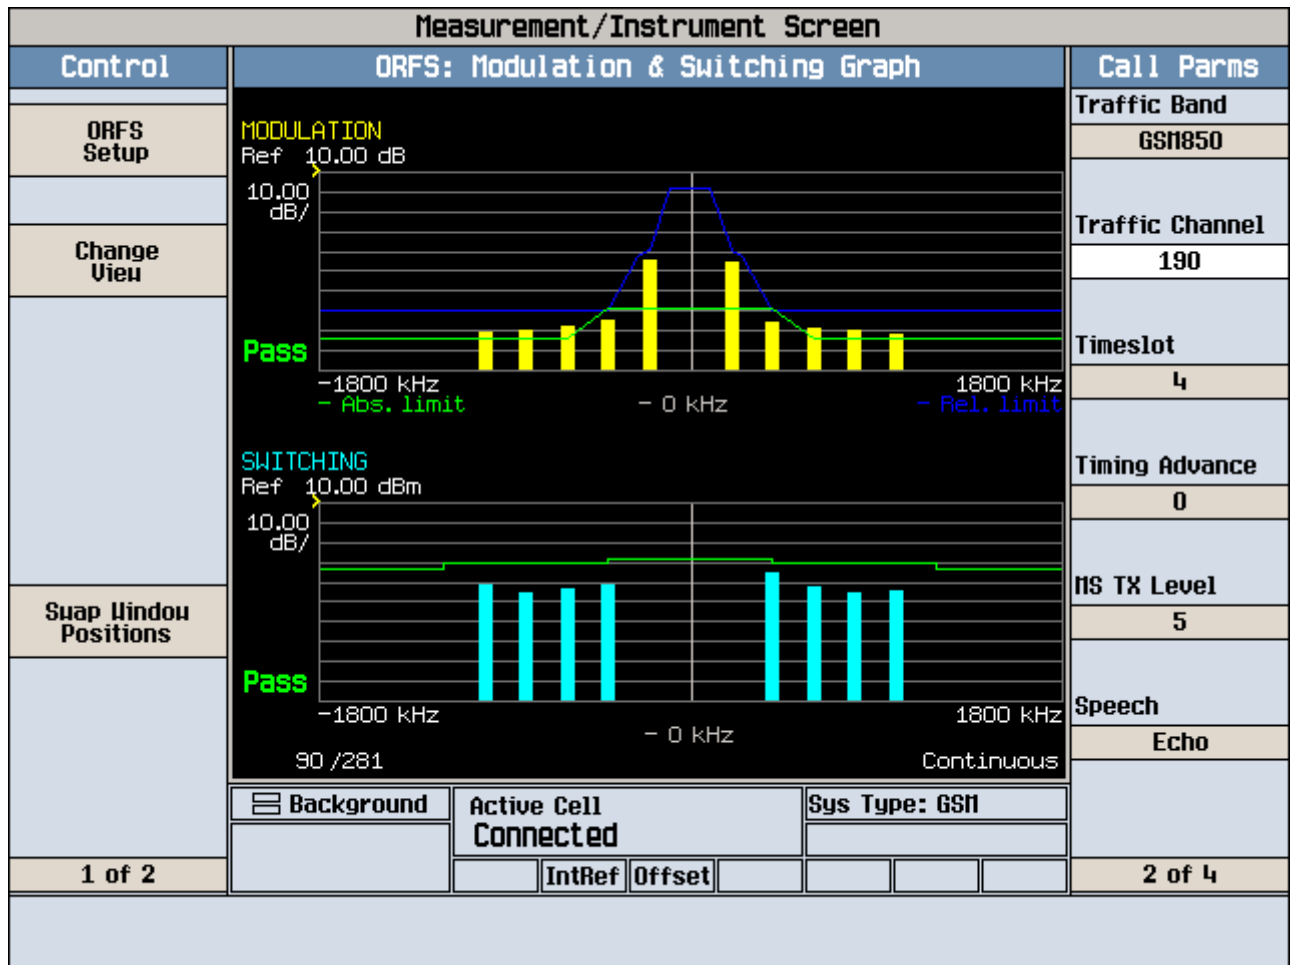 Measurement/Instrument Screen
Control
ORFS: Modulation & Switching Graph
Call Parms
ORFS
Setup
Change
View
Swap Window
Positions
1 of 2
MODULATION
Ref 10.00 dB
10.00
dB/
Pass
-1800 kHz
1800 kHz
- Abs. limit
- 0 kHz
- Rel. limit
SWITCHING
Ref 10.00 dBm
10.00
dB/
Pass
-1800 kHz
1800 kHz
- 0 kHz
90 /281
Continuous
Background
Active Cell
Connected
Sys Type: GSM
IntRef
Offset
Traffic Band
GSM850
Traffic Channel
190
Timeslot
4
Timing Advance
0
MS TX Level
5
Speech
Echo
2 of 4